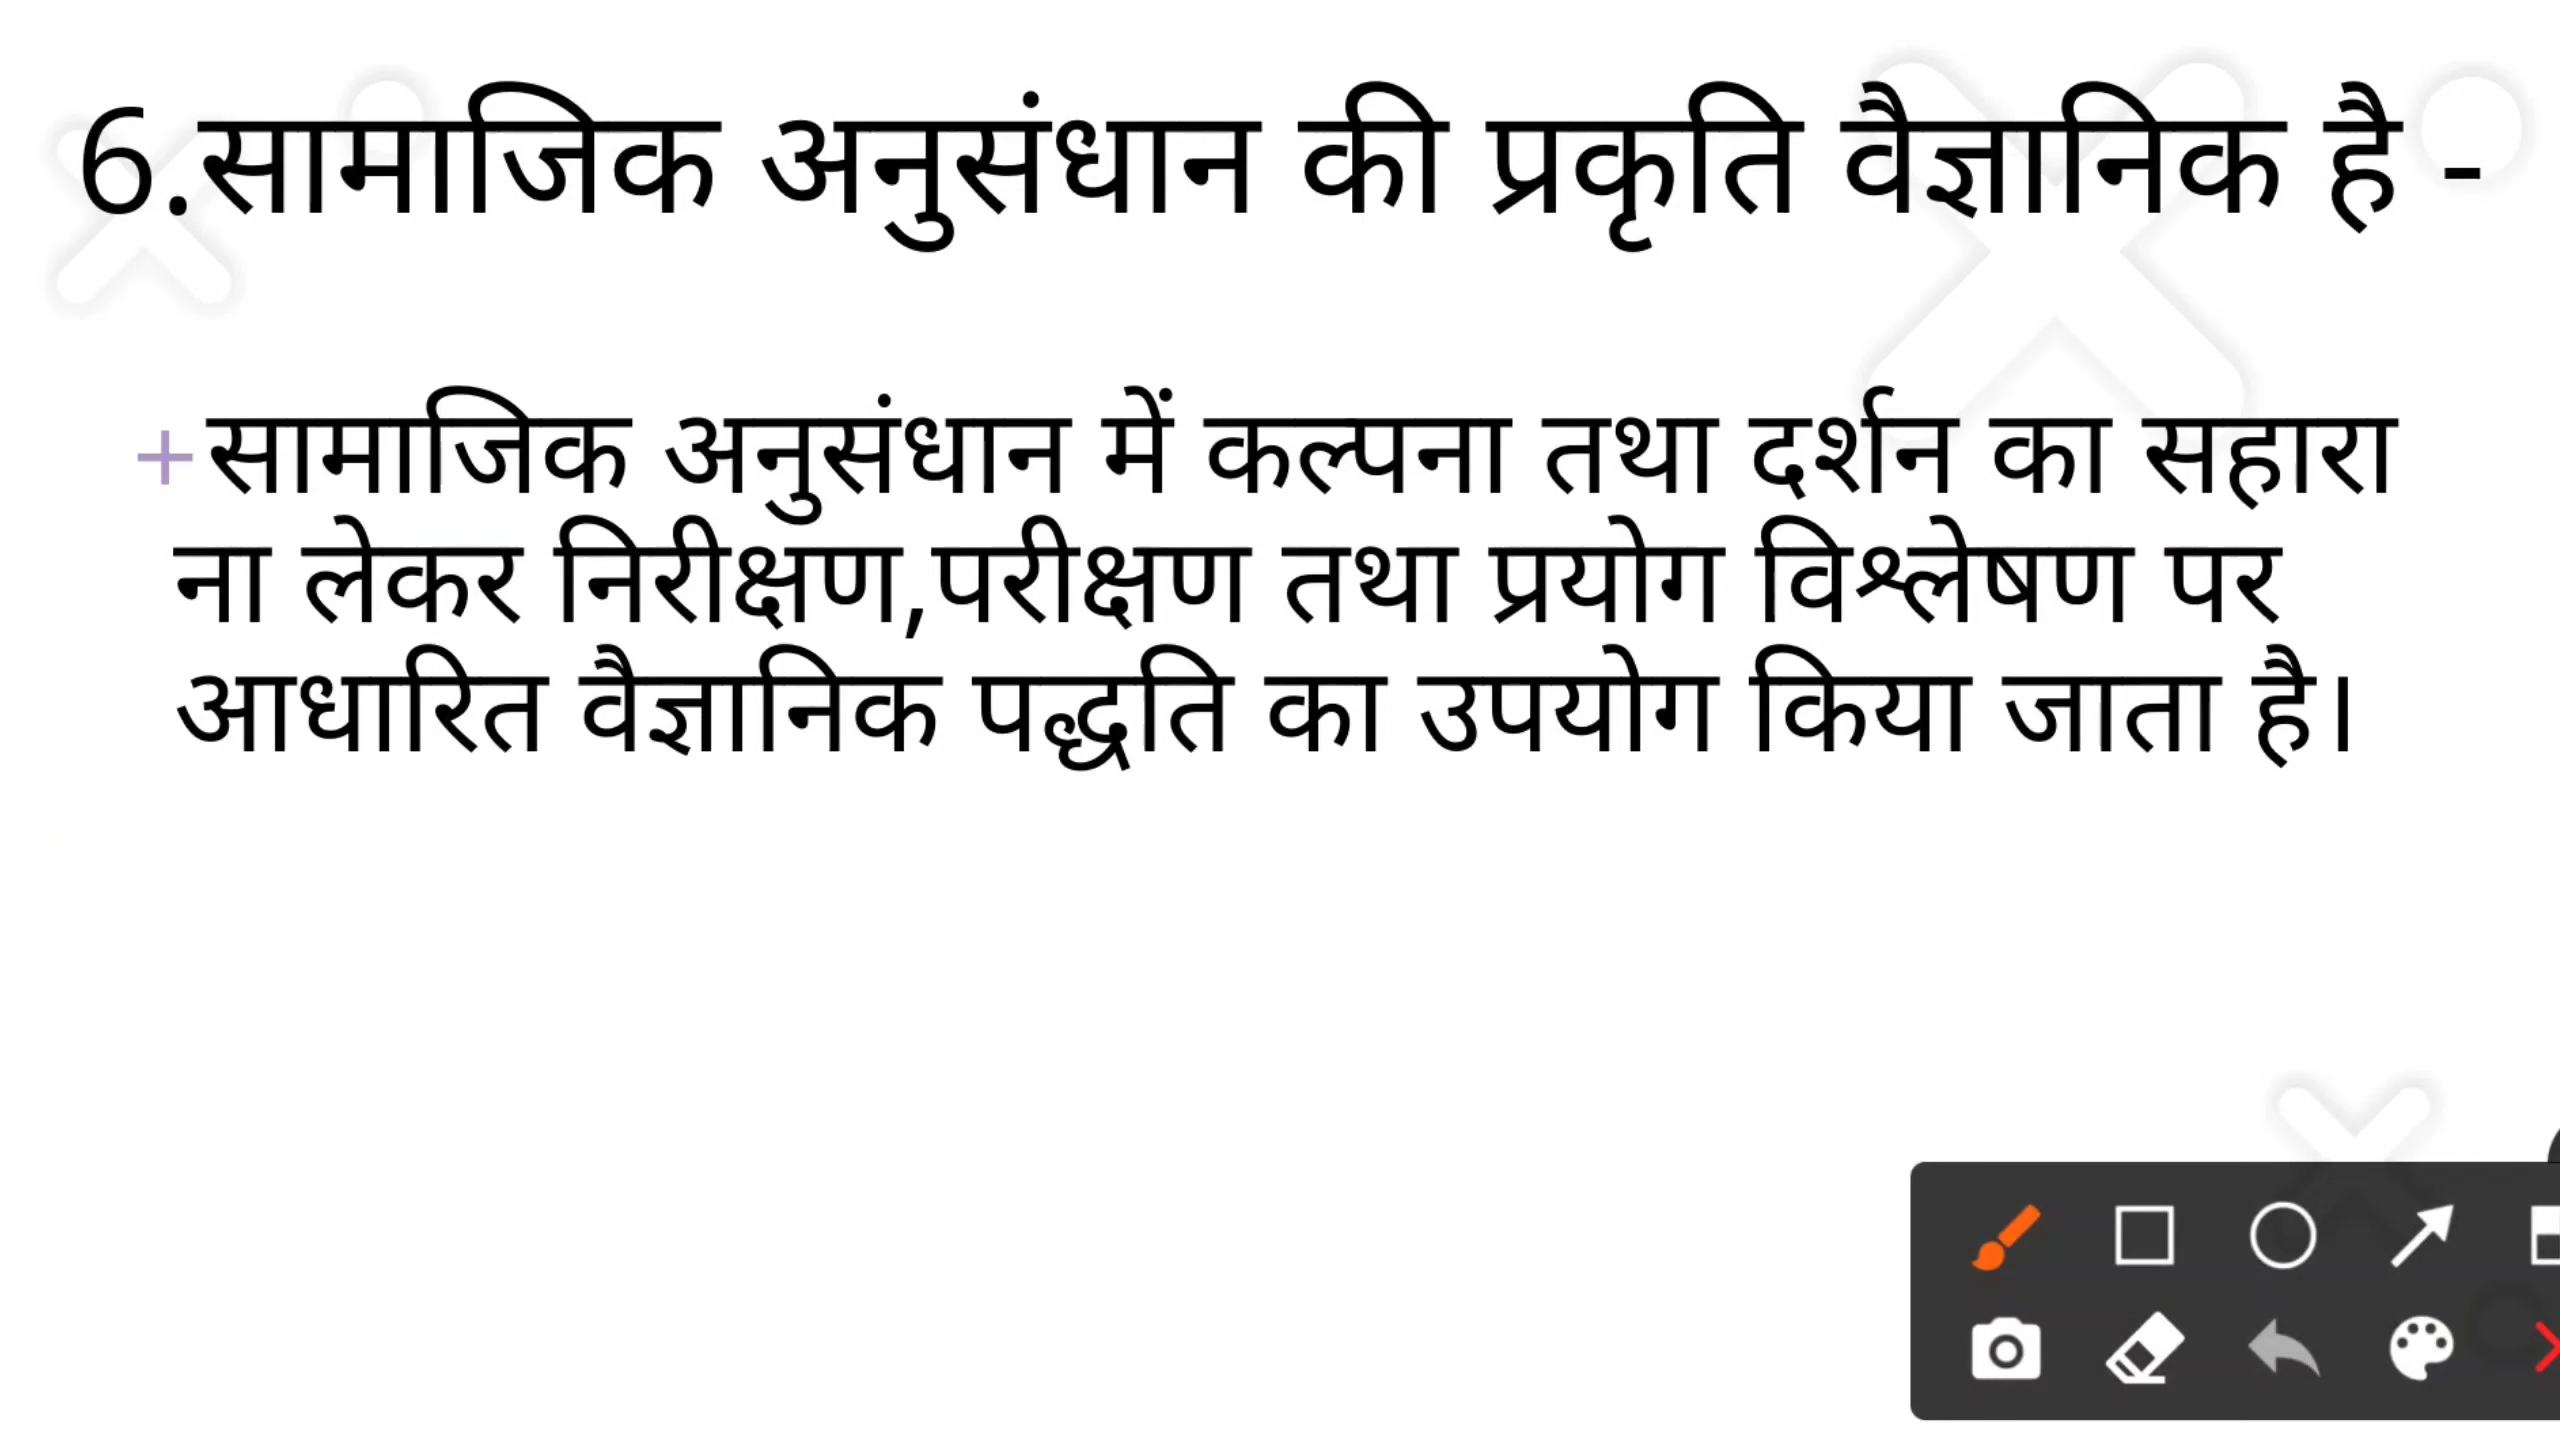 6.सामाजिक अनुसंधान की प्रकृति वैज्ञानिक है -
+सामाजिक अनुसंधान में कल्पना तथा दर्शन का सहारा
ना लेकर निरीक्षण,परीक्षण तथा प्रयोग विश्लेषण पर
आधारित वैज्ञानिक पद्धति का उपयोग किया जाता है।